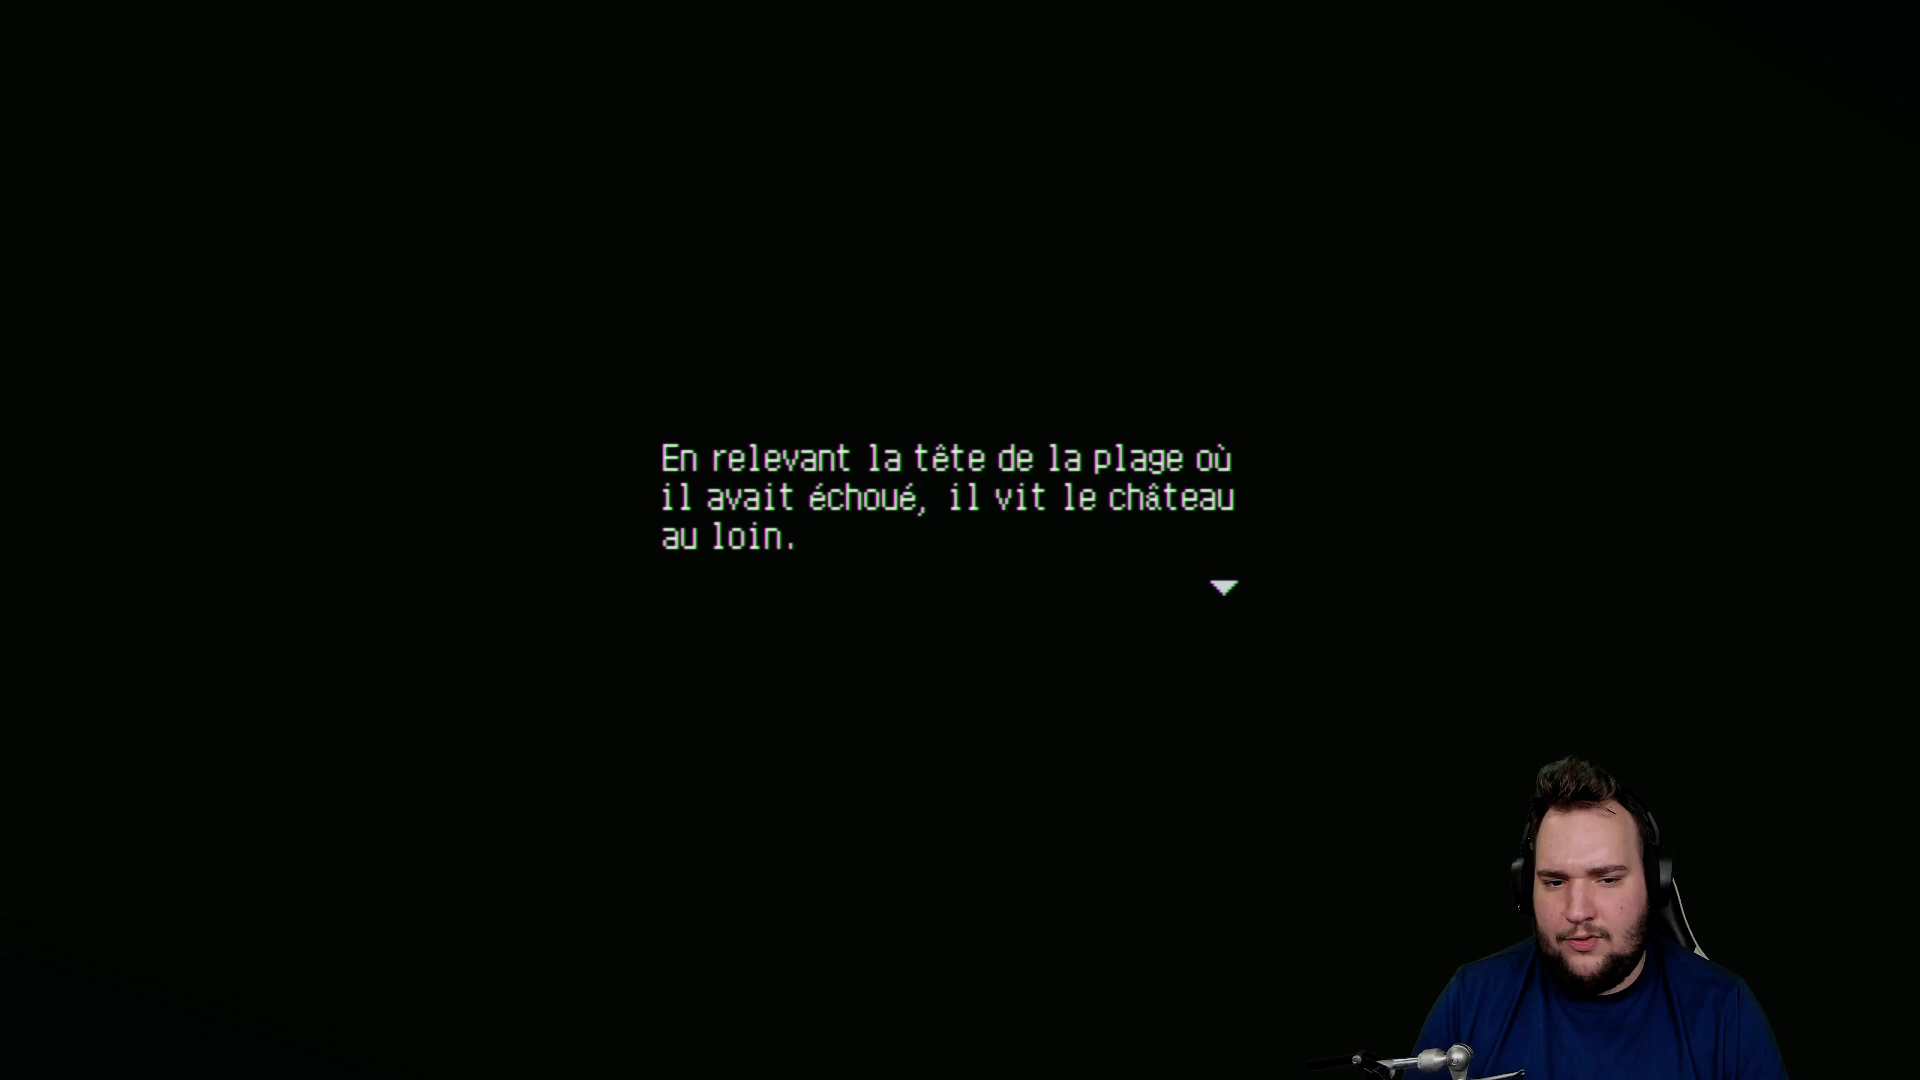 En relevant la tête de la plage où
il avait échoué, il vit le château
au loin.